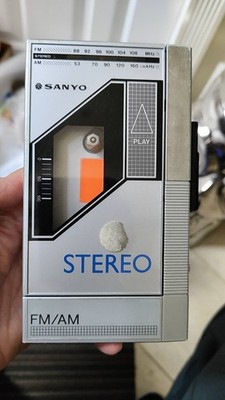 FM 88 92 96 100 104 108 MHz
STEREO
AM 53 70 90 120 160 x10kHz
SANYO
PLAY
STEREO
FM/AM